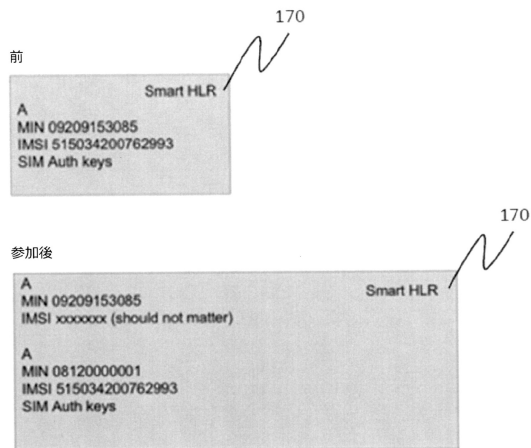 170
前
Smart HLR
A
MIN 09209153085
IMSI 515034200762993
SIM Auth keys
170
参加後
Smart HLR
A
MIN 09209153085
IMSI xxxxxxx (should not matter)
A
MIN 08120000001
IMSI 515034200762993
SIM Auth keys